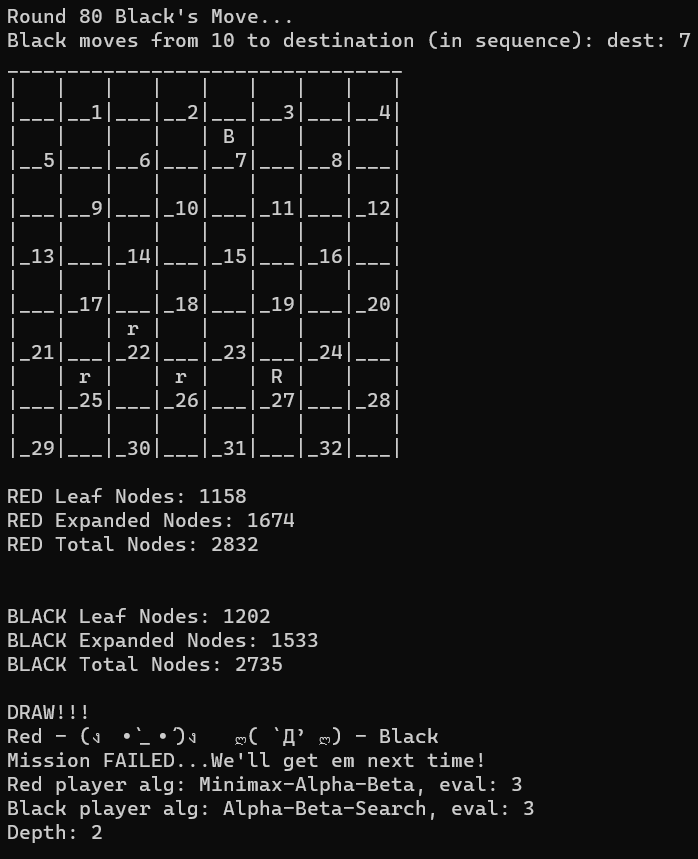 Round 80 Black's Move...
Black moves from 10 to destination (in sequence): dest: 7
_________________________________
|   |   |   |   |   |   |   |   |
|___|__1|___|__2|___|__3|___|__4|
|   |   |   |   | B |   |   |   |
|__5|___|__6|___|__7|___|__8|___|
|   |   |   |   |   |   |   |   |
|___|__9|___|_10|___|_11|___|_12|
|   |   |   |   |   |   |   |   |
|_13|___|_14|___|_15|___|_16|___|
|   |   |   |   |   |   |   |   |
|___|_17|___|_18|___|_19|___|_20|
|   |   | r |   |   |   |   |   |
|_21|___|_22|___|_23|___|_24|___|
|   | r |   | r |   | R |   |   |
|___|_25|___|_26|___|_27|___|_28|
|   |   |   |   |   |   |   |   |
|_29|___|_30|___|_31|___|_32|___|
RED Leaf Nodes: 1158
RED Expanded Nodes: 1674
RED Total Nodes: 2832
BLACK Leaf Nodes: 1202
BLACK Expanded Nodes: 1533
BLACK Total Nodes: 2735
DRAW!!!
Red - (ง •̀_•́)ง   ლ( `Д’ ლ) - Black
Mission FAILED...We'll get em next time!
Red player alg: Minimax-Alpha-Beta, eval: 3
Black player alg: Alpha-Beta-Search, eval: 3
Depth: 2